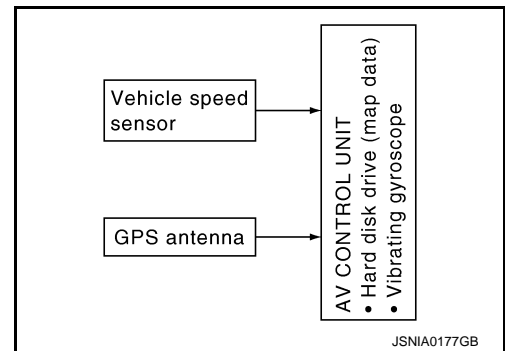 Vehicle speed
sensor
GPS antenna
AV CONTROL UNIT
• Hard disk drive (map data)
• Vibrating gyroscope
JSNIA0177GB